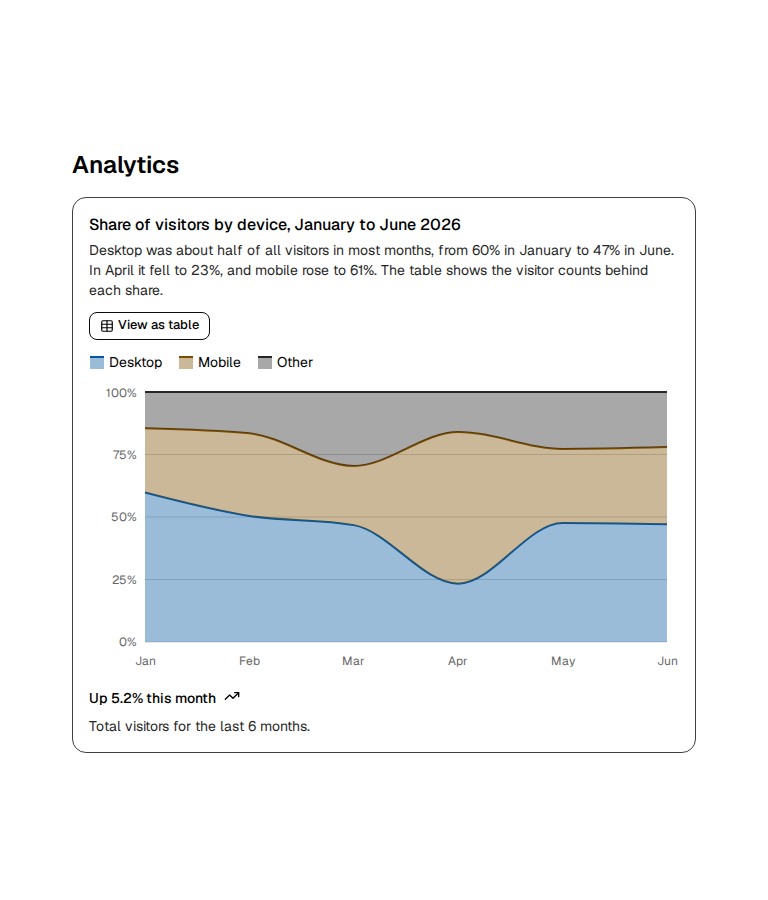 Analytics
Share of visitors by device, January to June 2026
Desktop was about half of all visitors in most months, from 60% in January to 47% in June.
In April it fell to 23%, and mobile rose to 61%. The table shows the visitor counts behind
each share.
View as table
Desktop Mobile Other
100%
75%
50%
25%
0%
Jan Feb Mar Apr May Jun
Up 5.2% this month
Total visitors for the last 6 months.